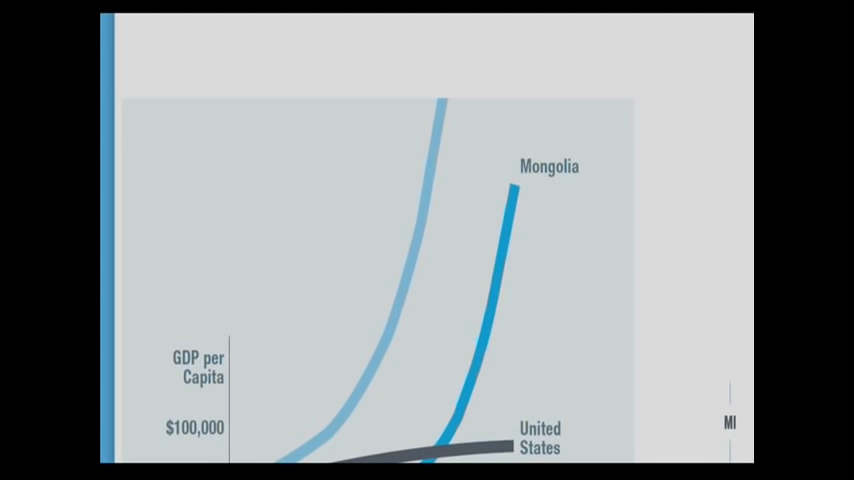 Mongolia
GDP per
Capita
$100,000
United
States
MI